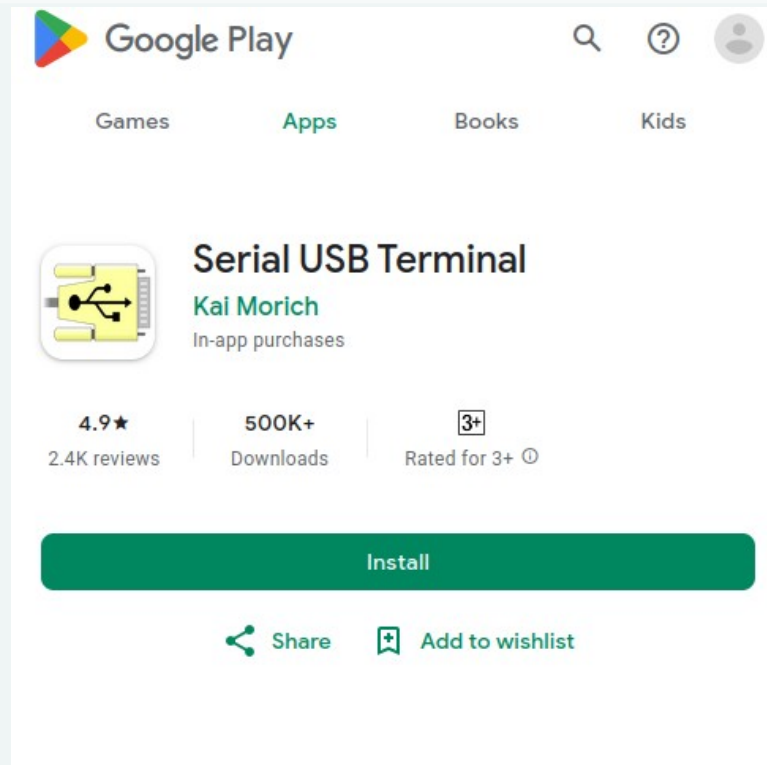 Google Play
Games Apps Books Kids
Serial USB Terminal
Kai Morich
In-app purchases
4.9★ 500K+ 3+
2.4K reviews Downloads Rated for 3+
Install
Share Add to wishlist